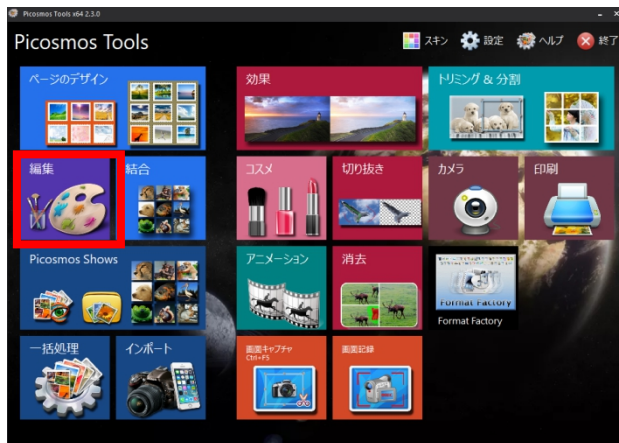 Picosmos Tools x64 2.3.0
Picosmos Tools
スキン 設定 ヘルプ 終了
ページのデザイン
効果
トリミング & 分割
編集
結合
コスメ
切り抜き
カメラ
印刷
Picosmos Shows
アニメーション
消去
Format Factory
Format Factory
一括処理
インポート
画面キャプチャ
Ctrl+F5
画面記録